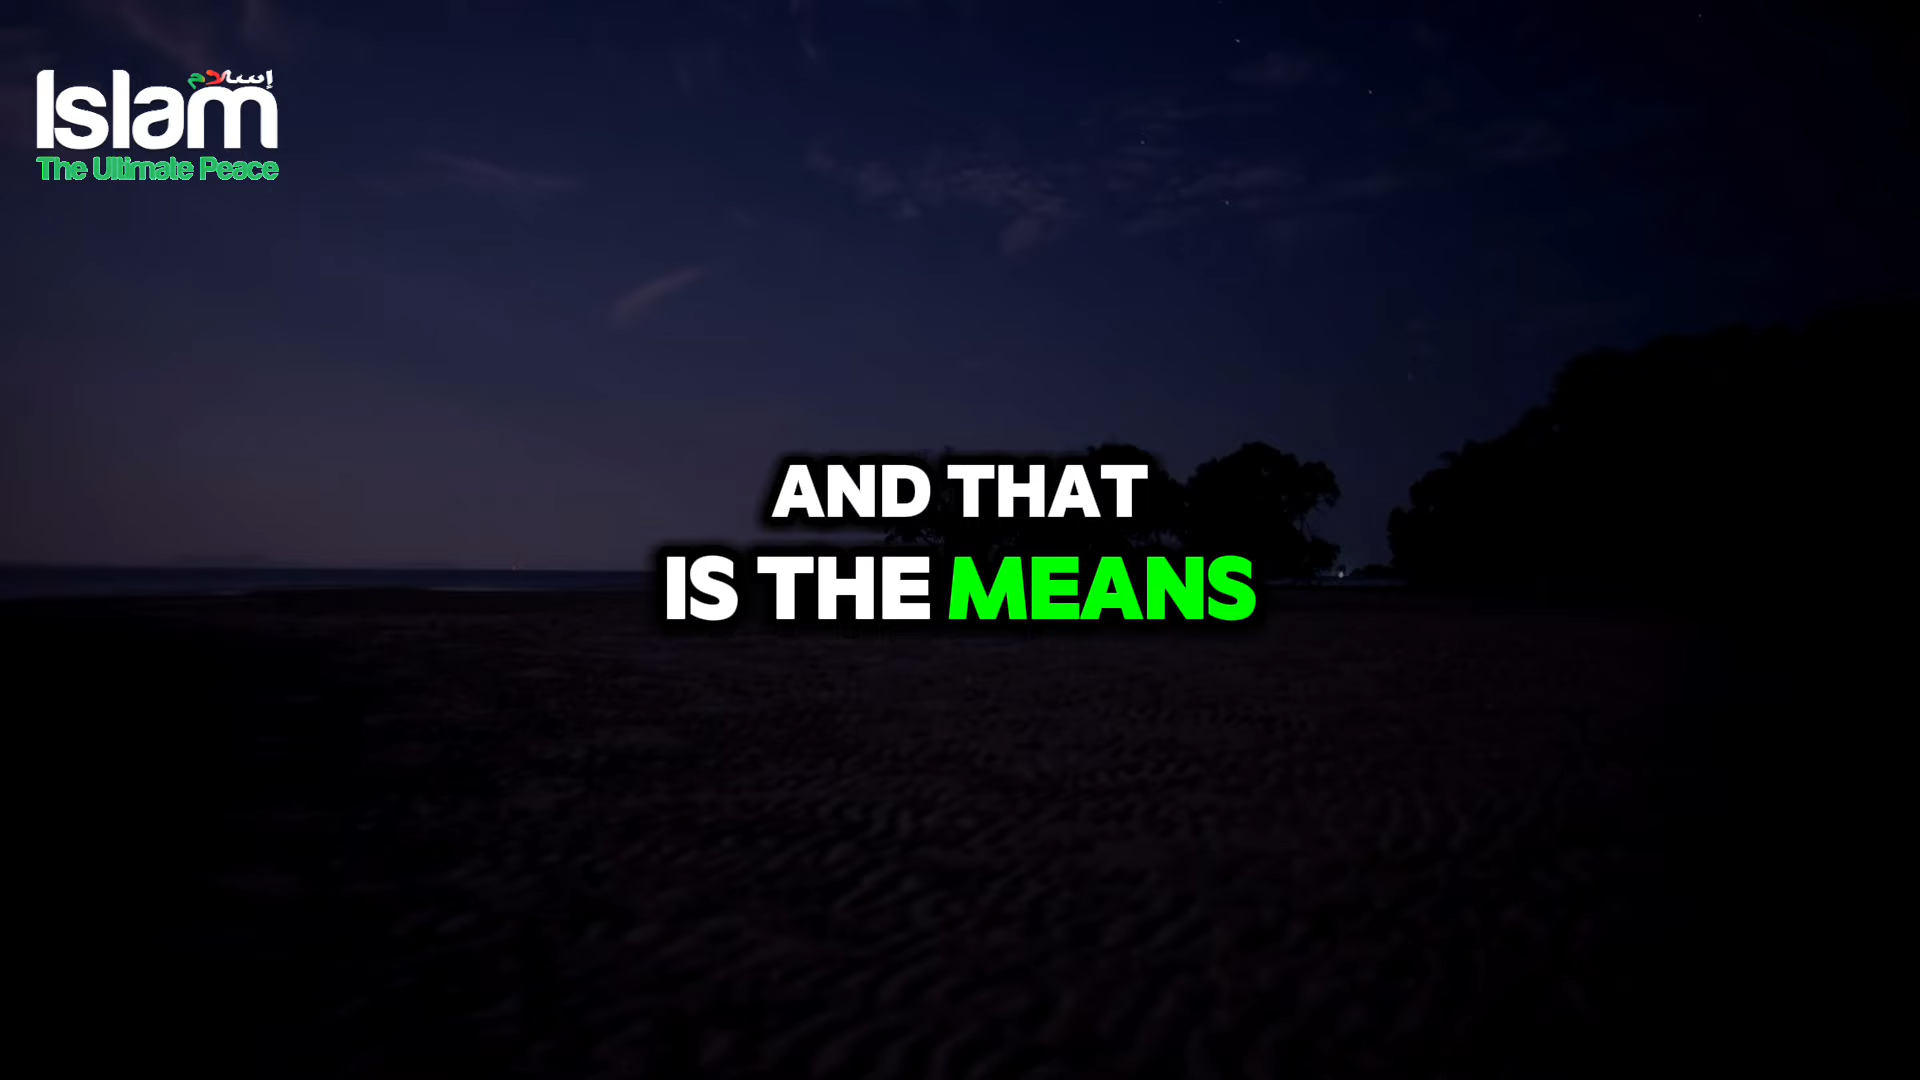 إسلام
Islam
The Ultimate Peace
AND THAT
IS THE MEANS